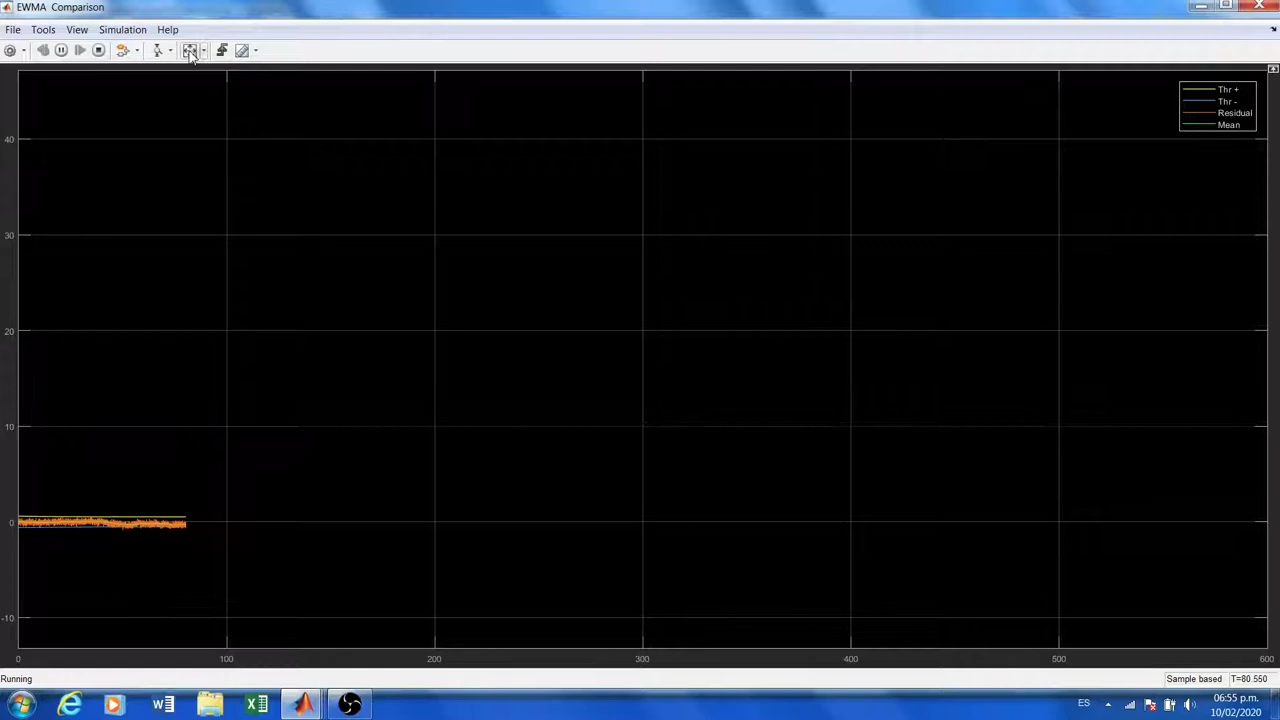 EWMA Comparison
File Tools View Simulation Help
Thr +
Thr -
Residual
Mean
40
30
20
10
0
-10
0 100 200 300 400 500 600
Running
Sample based T=80.550
ES
06:55 p.m.
10/02/2020